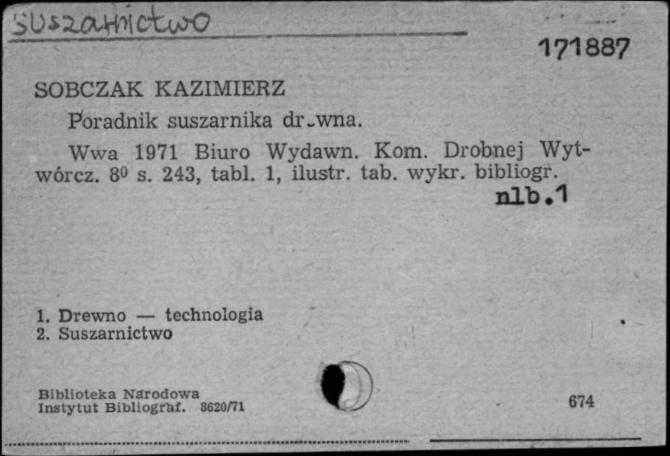 suszarnictwo
171887
SOBCZAK KAZIMIERZ
Poradnik suszarnika dr-wna.
Wwa 1971 Biuro Wydawn. Kom. Drobnej Wyt-
wórcz. 8⁰ s. 243, tabl. 1, ilustr. tab. wykr. bibliogr.
nlb.1
1. Drewno — technologia
2. Suszarnictwo
Biblioteka Narodowa
Instytut Bibliograf. 8620/71
674